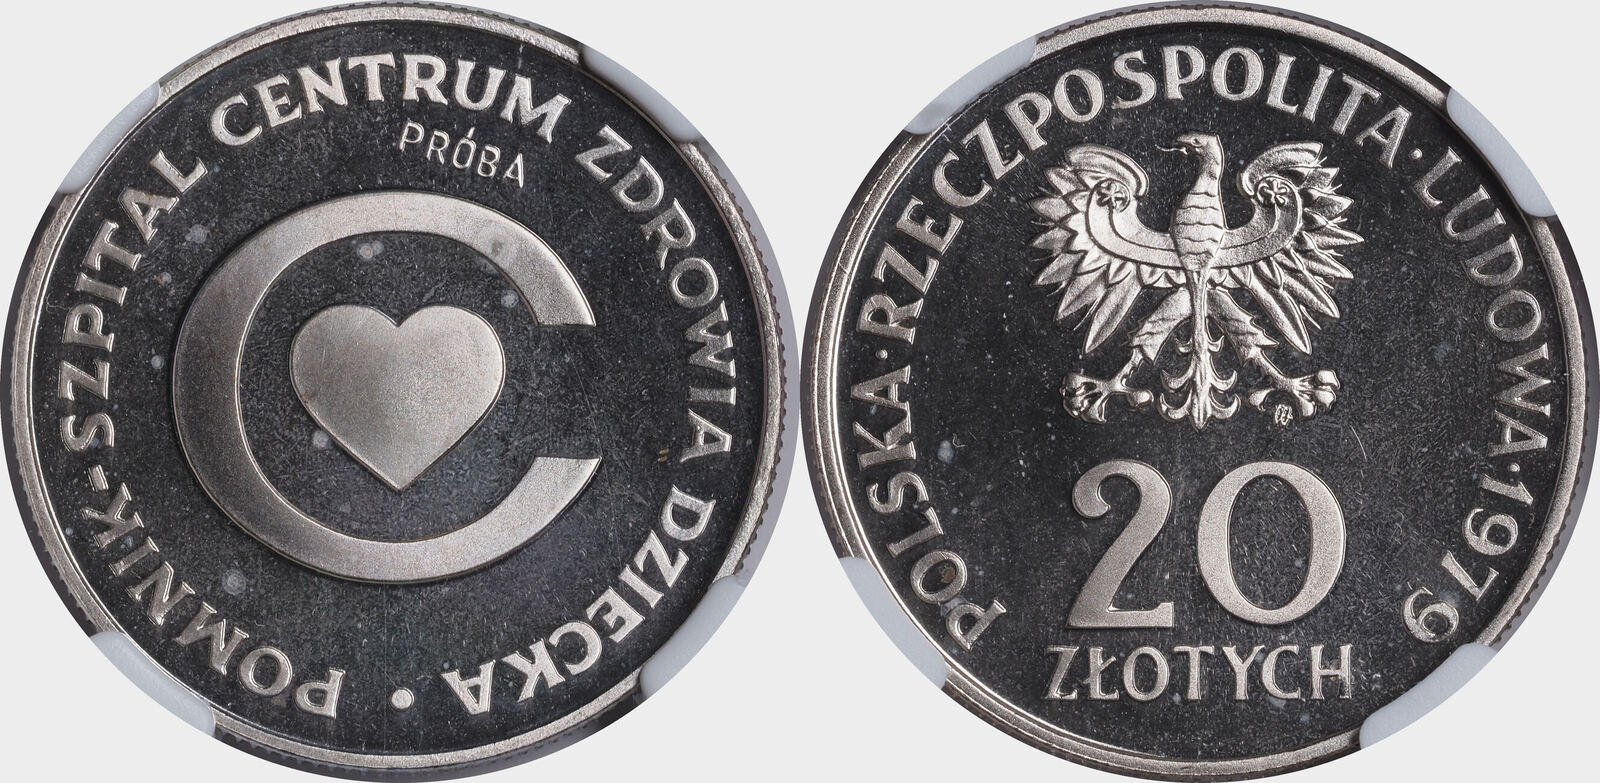 POMNIK-SZPITAL CENTRUM ZDROWIA DZIECKA •
PRÓBA
POLSKA·RZECZPOSPOLITA·LUDOWA·1979
20
ZŁOTYCH